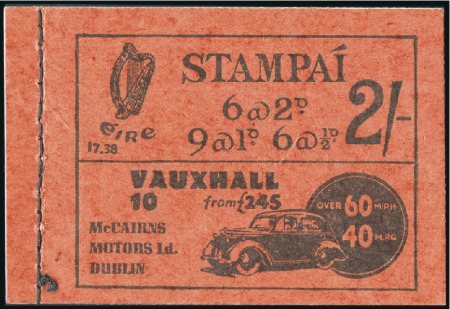 STAMPAÍ
6@2D.
9@1D. 6@½D.
2/-
éire
17.38
VAUXHALL
10 from £245
McCAIRNS
MOTORS Ld.
DUBLIN
OVER 60 M.P.H
40 M.P.G